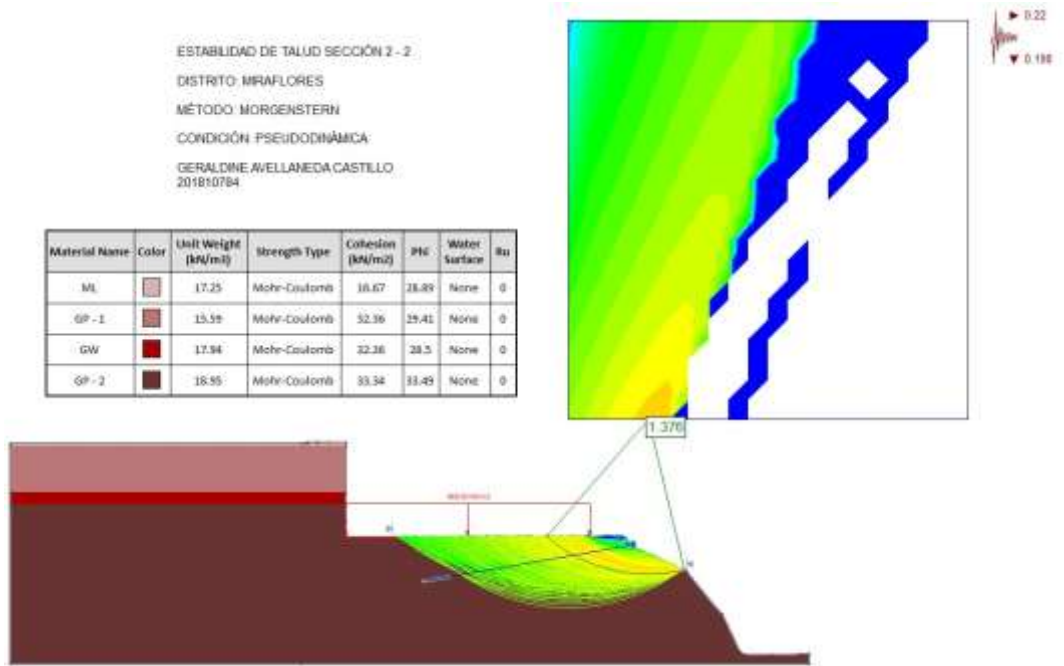 ESTABILIDAD DE TALUD SECCIÓN 2 - 2
DISTRITO: MIRAFLORES
MÉTODO: MORGENSTERN
CONDICIÓN: PSEUDODINÁMICA
GERALDINE AVELLANEDA CASTILLO
201810784
0.22
0.198
Material Name Color Unit Weight (kN/m3) Strength Type Cohesion (kN/m2) Phi Water Surface Ru
ML 17.25 Mohr-Coulomb 28.89 None 0
GP - 1 15.59 Mohr-Coulomb 32.36 29.41 None 0
GW 17.94 Mohr-Coulomb 32.26 28.5 None 0
GP - 2 18.95 Mohr-Coulomb 33.34 33.49 None 0
1.376